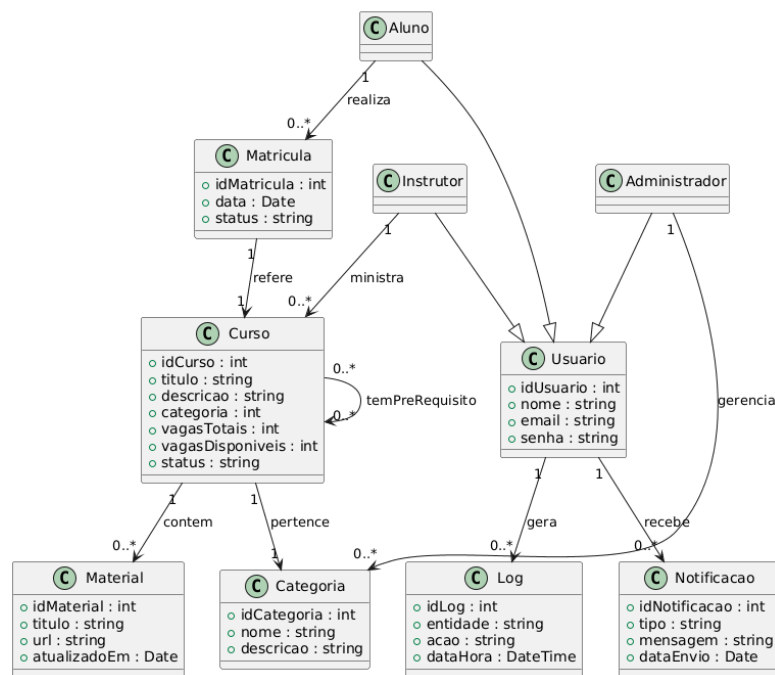 C Aluno
1
realiza
0..*
C Matricula
idMatricula : int
data : Date
status : string
C Instrutor
C Administrador
1
refere
1
1
ministra
0..*
1
gerencia
0..*
C Curso
idCurso : int
titulo : string
descricao : string
categoria : int
vagasTotais : int
vagasDisponiveis : int
status : string
0..*
temPreRequisito
0..*
C Usuario
idUsuario : int
nome : string
email : string
senha : string
1
contem
0..*
1
pertence
1
1
gera
0..*
1
recebe
0..*
C Material
idMaterial : int
titulo : string
url : string
atualizadoEm : Date
C Categoria
idCategoria : int
nome : string
descricao : string
C Log
idLog : int
entidade : string
acao : string
dataHora : DateTime
C Notificacao
idNotificacao : int
tipo : string
mensagem : string
dataEnvio : Date